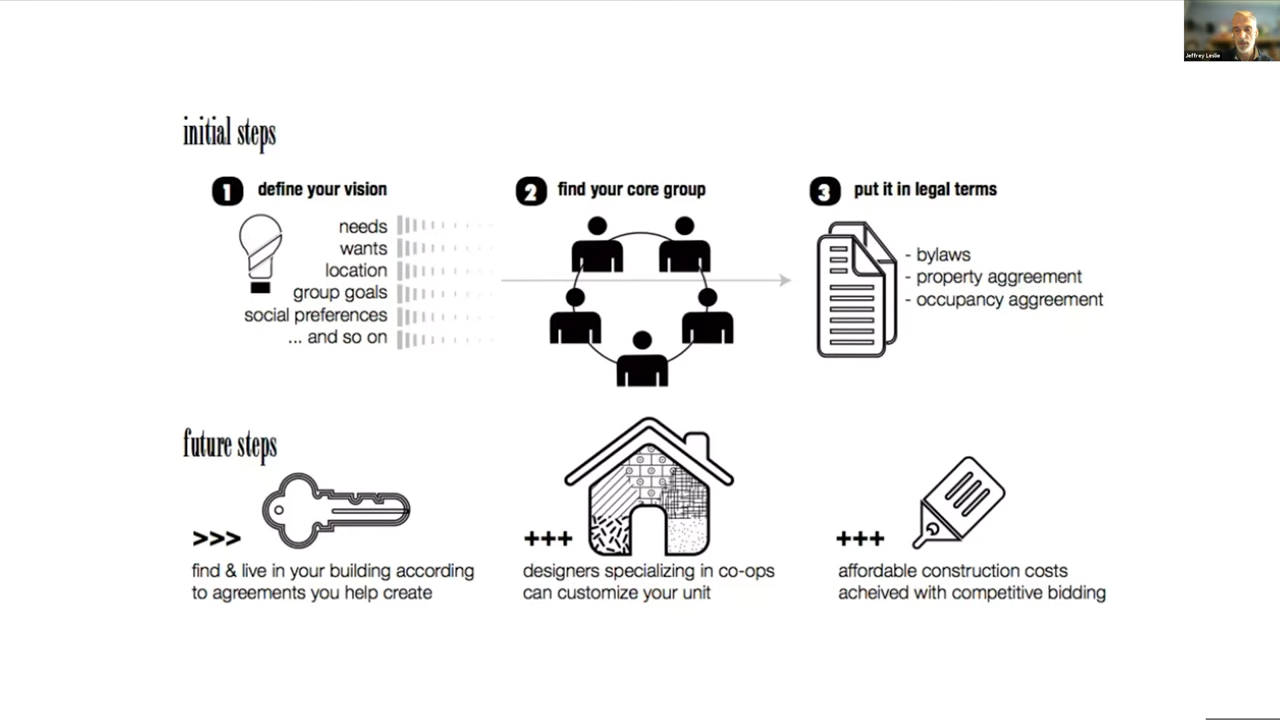 Jeffrey Leslie
initial steps
1 define your vision
needs
wants
location
group goals
social preferences
... and so on
2 find your core group
3 put it in legal terms
- bylaws
- property aggreement
- occupancy aggreement
future steps
>>>
find & live in your building according
to agreements you help create
+++
designers specializing in co-ops
can customize your unit
+++
affordable construction costs
acheived with competitive bidding